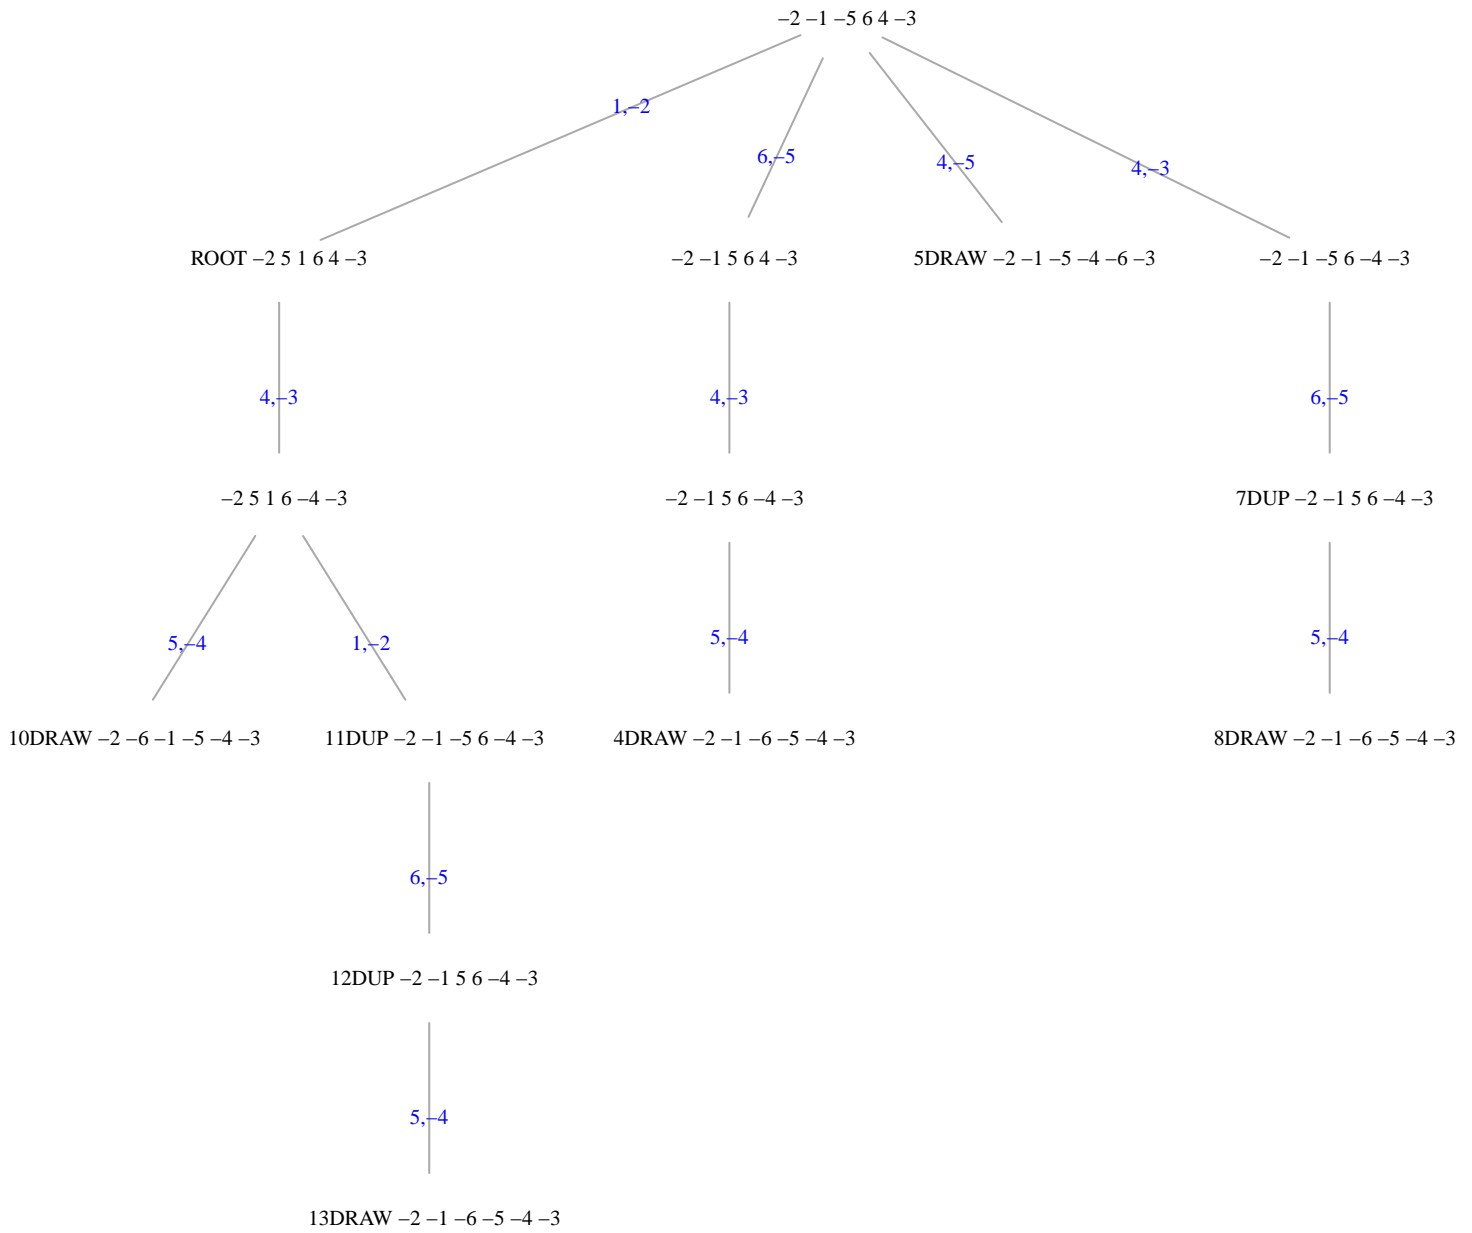 –2 –1 –5 6 4 –3
1,–2
6,–5
4,–5
4,–3
ROOT –2 5 1 6 4 –3
–2 –1 5 6 4 –3
5DRAW –2 –1 –5 –4 –6 –3
–2 –1 –5 6 –4 –3
4,–3
4,–3
6,–5
–2 5 1 6 –4 –3
–2 –1 5 6 –4 –3
7DUP –2 –1 5 6 –4 –3
5,–4
1,–2
5,–4
5,–4
10DRAW –2 –6 –1 –5 –4 –3
11DUP –2 –1 –5 6 –4 –3
4DRAW –2 –1 –6 –5 –4 –3
8DRAW –2 –1 –6 –5 –4 –3
6,–5
12DUP –2 –1 5 6 –4 –3
5,–4
13DRAW –2 –1 –6 –5 –4 –3